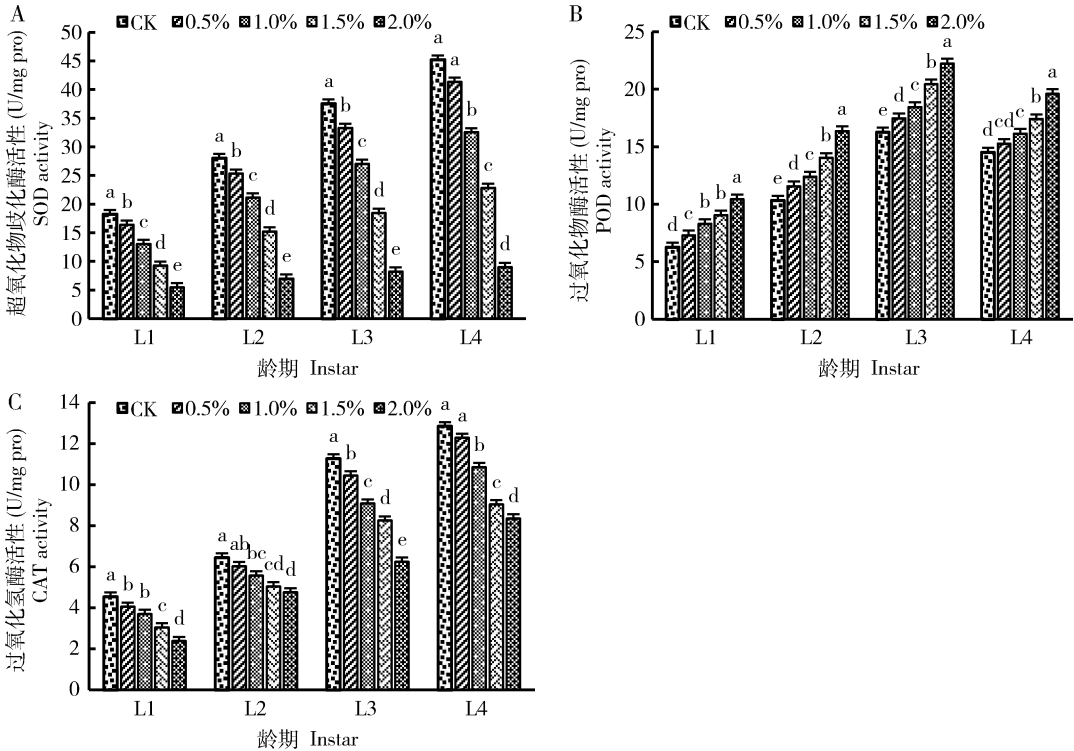 A
CK 0.5% 1.0% 1.5% 2.0%
超氧化物歧化酶活性 (U/mg pro)
SOD activity
50
45
40
35
30
25
20
15
10
5
0
a b c d e
a b c d e
a b c d e
a a b c d
L1 L2 L3 L4
龄期 Instar
B
CK 0.5% 1.0% 1.5% 2.0%
过氧化物酶活性 (U/mg pro)
POD activity
25
20
15
10
5
0
d c b b a
e d c b a
e d c b a
d cd c b a
L1 L2 L3 L4
龄期 Instar
C
CK 0.5% 1.0% 1.5% 2.0%
过氧化氢酶活性 (U/mg pro)
CAT activity
14
12
10
8
6
4
2
0
a b b c d
a ab bc cd d
a b c d e
a a b c d
L1 L2 L3 L4
龄期 Instar